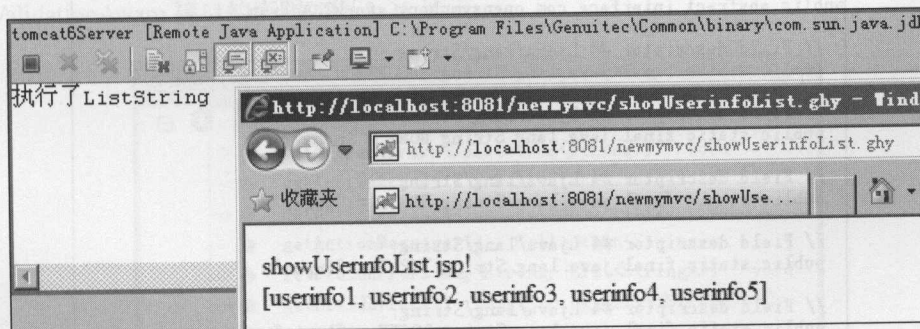 tomcat6Server [Remote Java Application] C:\Program Files\Genuitec\Common\binary\com.sun.java.jd
执行了ListString
http://localhost:8081/newmymvc/showUserinfoList.ghy - Wind
http://localhost:8081/newmymvc/showUserinfoList.ghy
收藏夹
http://localhost:8081/newmymvc/showUse...
showUserinfoList.jsp!
[userinfo1, userinfo2, userinfo3, userinfo4, userinfo5]